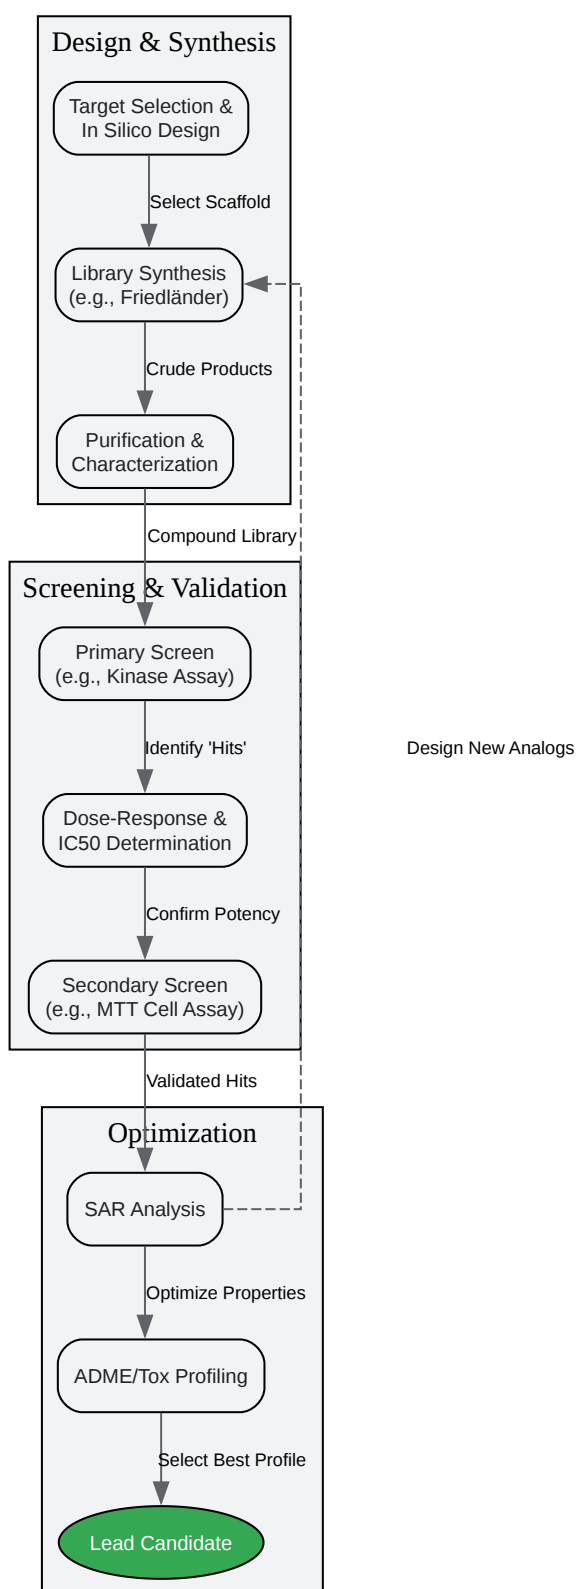 Design & Synthesis
Target Selection &
In Silico Design
Select Scaffold
Library Synthesis
(e.g., Friedländer)
Crude Products
Purification &
Characterization
Compound Library
Screening & Validation
Primary Screen
(e.g., Kinase Assay)
Identify 'Hits'
Design New Analogs
Dose-Response &
IC50 Determination
Confirm Potency
Secondary Screen
(e.g., MTT Cell Assay)
Validated Hits
Optimization
SAR Analysis
Optimize Properties
ADME/Tox Profiling
Select Best Profile
Lead Candidate